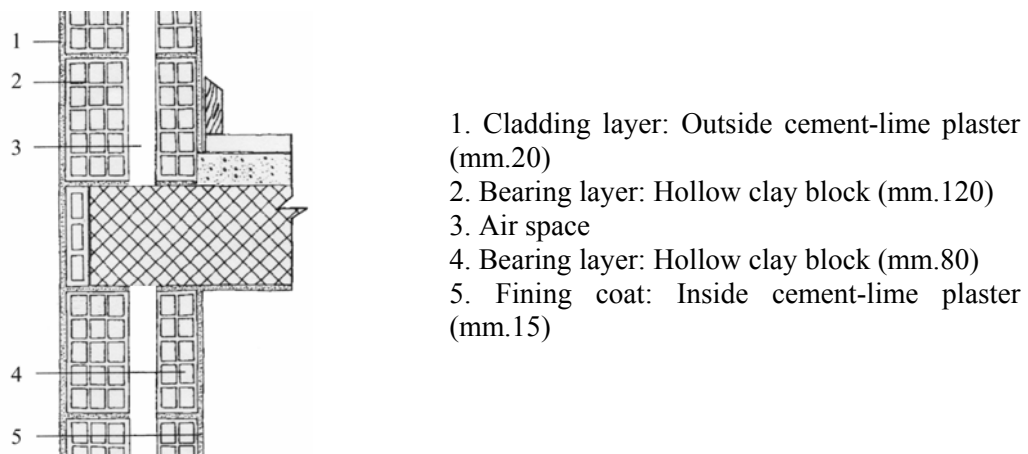 1
2
3
4
5
1. Cladding layer: Outside cement-lime plaster
(mm.20)
2. Bearing layer: Hollow clay block (mm.120)
3. Air space
4. Bearing layer: Hollow clay block (mm.80)
5. Fining coat: Inside cement-lime plaster
(mm.15)